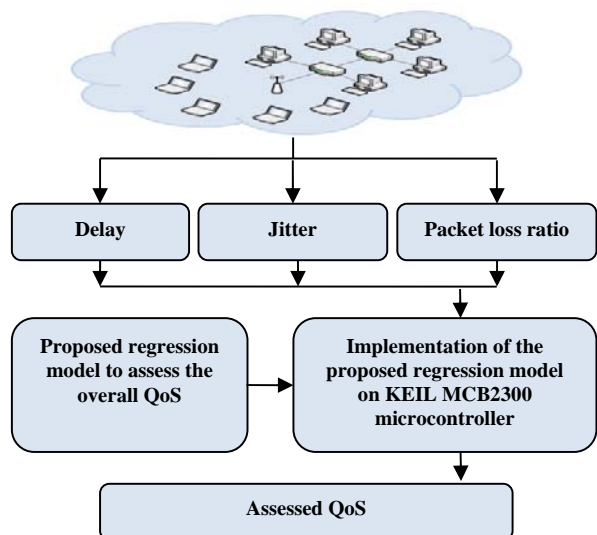 Delay
Jitter
Packet loss ratio
Proposed regression
model to assess the
overall QoS
Implementation of the
proposed regression model
on KEIL MCB2300
microcontroller
Assessed QoS